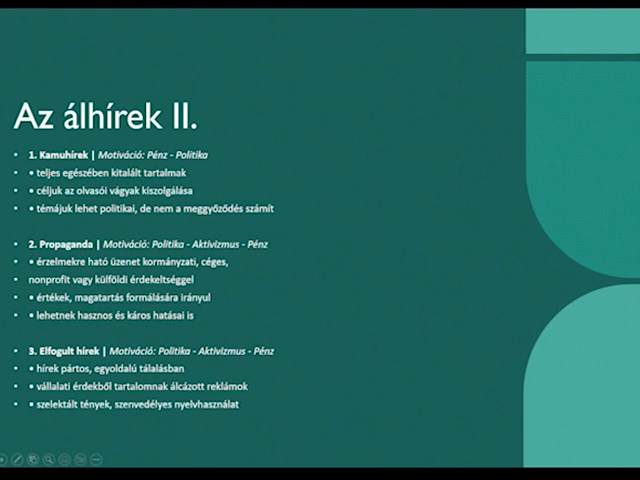 Az álhírek II.
• 1. Kamuhírek | Motiváció: Pénz - Politika
• • teljes egészében kitalált tartalmak
• • céljuk az olvasói vágyak kiszolgálása
• • témájuk lehet politikai, de nem a meggyőződés számít
• 2. Propaganda | Motiváció: Politika - Aktivizmus - Pénz
• • érzelmekre ható üzenet kormányzati, céges,
• nonprofit vagy külföldi érdekeltséggel
• • értékek, magatartás formálására irányul
• • lehetnek hasznos és káros hatásai is
• 3. Elfogult hírek | Motiváció: Politika - Aktivizmus - Pénz
• • hírek pártos, egyoldalú tálalásban
• • vállalati érdekből tartalomnak álcázott reklámok
• • szelektált tények, szenvedélyes nyelvhasználat